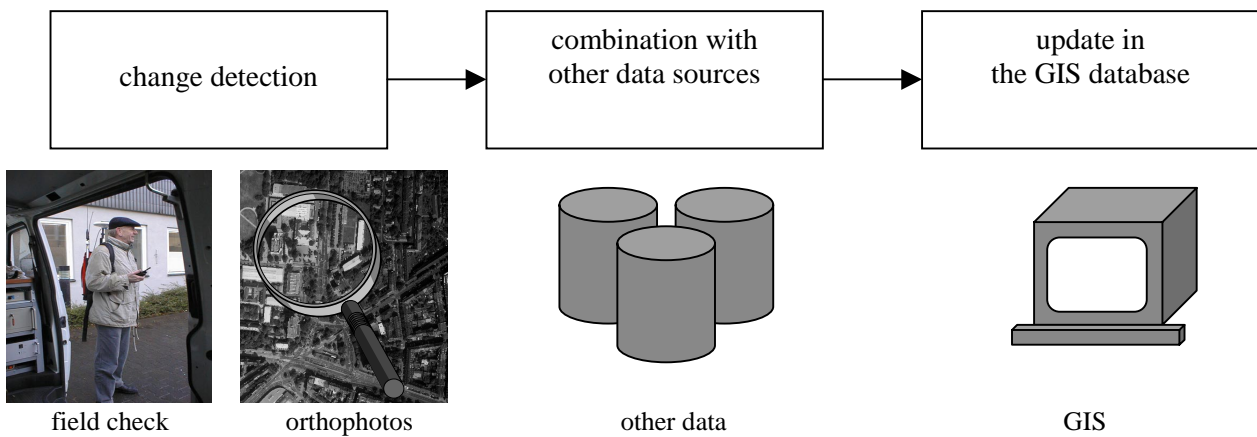 change detection
combination with
other data sources
update in
the GIS database
field check
orthophotos
other data
GIS